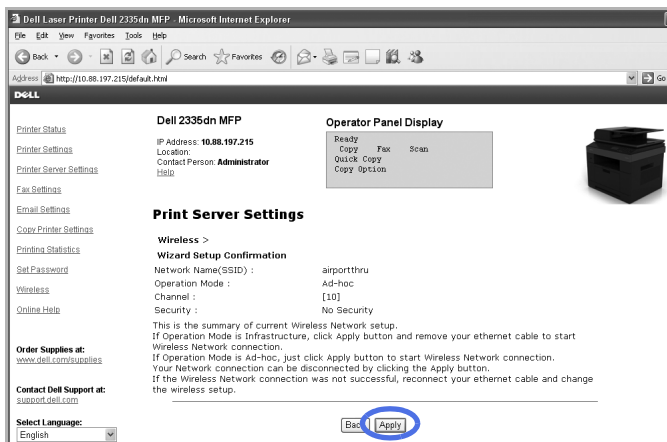 Dell Laser Printer Dell 2335dn MFP - Microsoft Internet Explorer
File Edit View Favorites Tools Help
Back Search Favorites
Address http://10.88.197.215/default.html Go
DELL
Printer Status
Printer Settings
Printer Server Settings
Fax Settings
Email Settings
Copy Printer Settings
Printing Statistics
Set Password
Wireless
Online Help
Order Supplies at:
www.dell.com/supplies
Contact Dell Support at:
support.dell.com
Select Language:
English
Dell 2335dn MFP
IP Address: 10.88.197.215
Location:
Contact Person: Administrator
Help
Operator Panel Display
Ready
Copy Fax Scan
Quick Copy
Copy Option
Print Server Settings
Wireless >
Wizard Setup Confirmation
Network Name(SSID) : airportthru
Operation Mode : Ad-hoc
Channel : [10]
Security : No Security
This is the summary of current Wireless Network setup.
If Operation Mode is Infrastructure, click Apply button and remove your ethernet cable to start
Wireless Network connection.
If Operation Mode is Ad-hoc, just click Apply button to start Wireless Network connection.
Your Network connection can be disconnected by clicking the Apply button.
If the Wireless Network connection was not successful, reconnect your ethernet cable and change
the wireless setup.
Back Apply